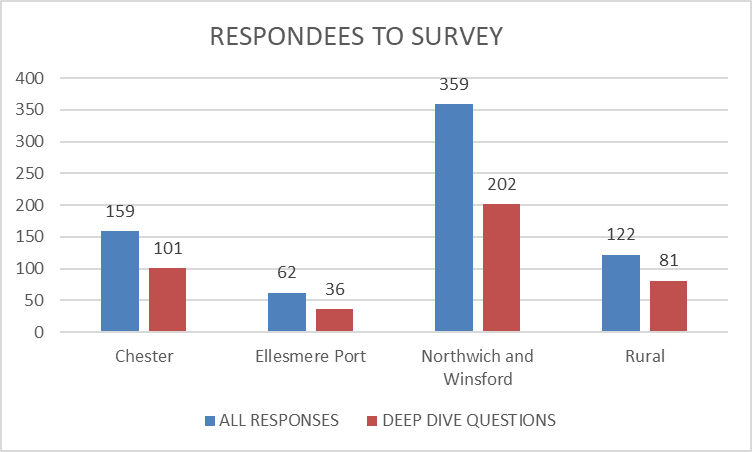 RESPONDEES TO SURVEY
400
350
300
250
200
150
100
50
0
159
101
62
36
359
202
122
81
Chester
Ellesmere Port
Northwich and
Winsford
Rural
ALL RESPONSES
DEEP DIVE QUESTIONS